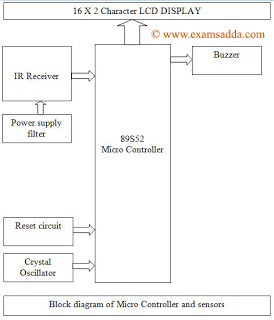 16 X 2 Character LCD DISPLAY
© www.examsadda.com
IR Receiver
Buzzer
Power supply
filter
89S52
Micro Controller
Reset circuit
Crystal
Oscillator
Block diagram of Micro Controller and sensors